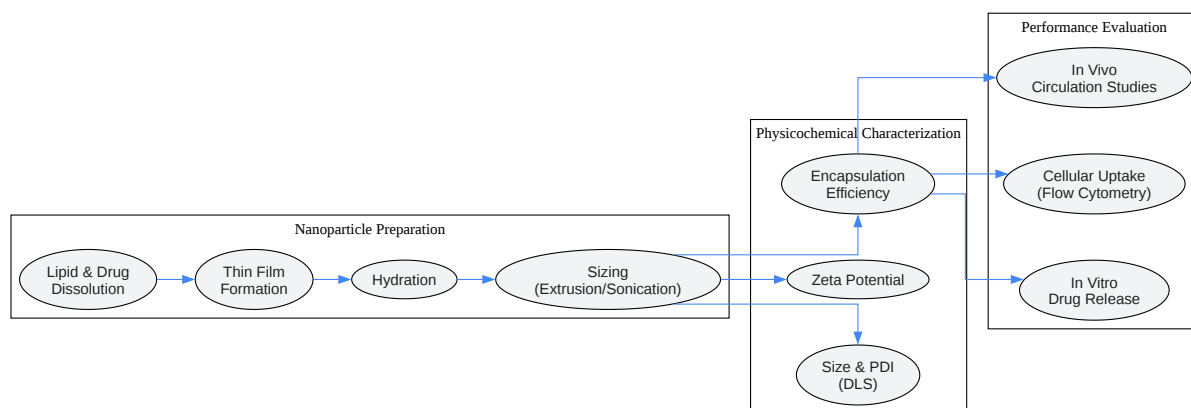 Nanoparticle Preparation
Lipid & Drug
Dissolution
Thin Film
Formation
Hydration
Sizing
(Extrusion/Sonication)
Physicochemical Characterization
Encapsulation
Efficiency
Zeta Potential
Size & PDI
(DLS)
Performance Evaluation
In Vivo
Circulation Studies
Cellular Uptake
(Flow Cytometry)
In Vitro
Drug Release